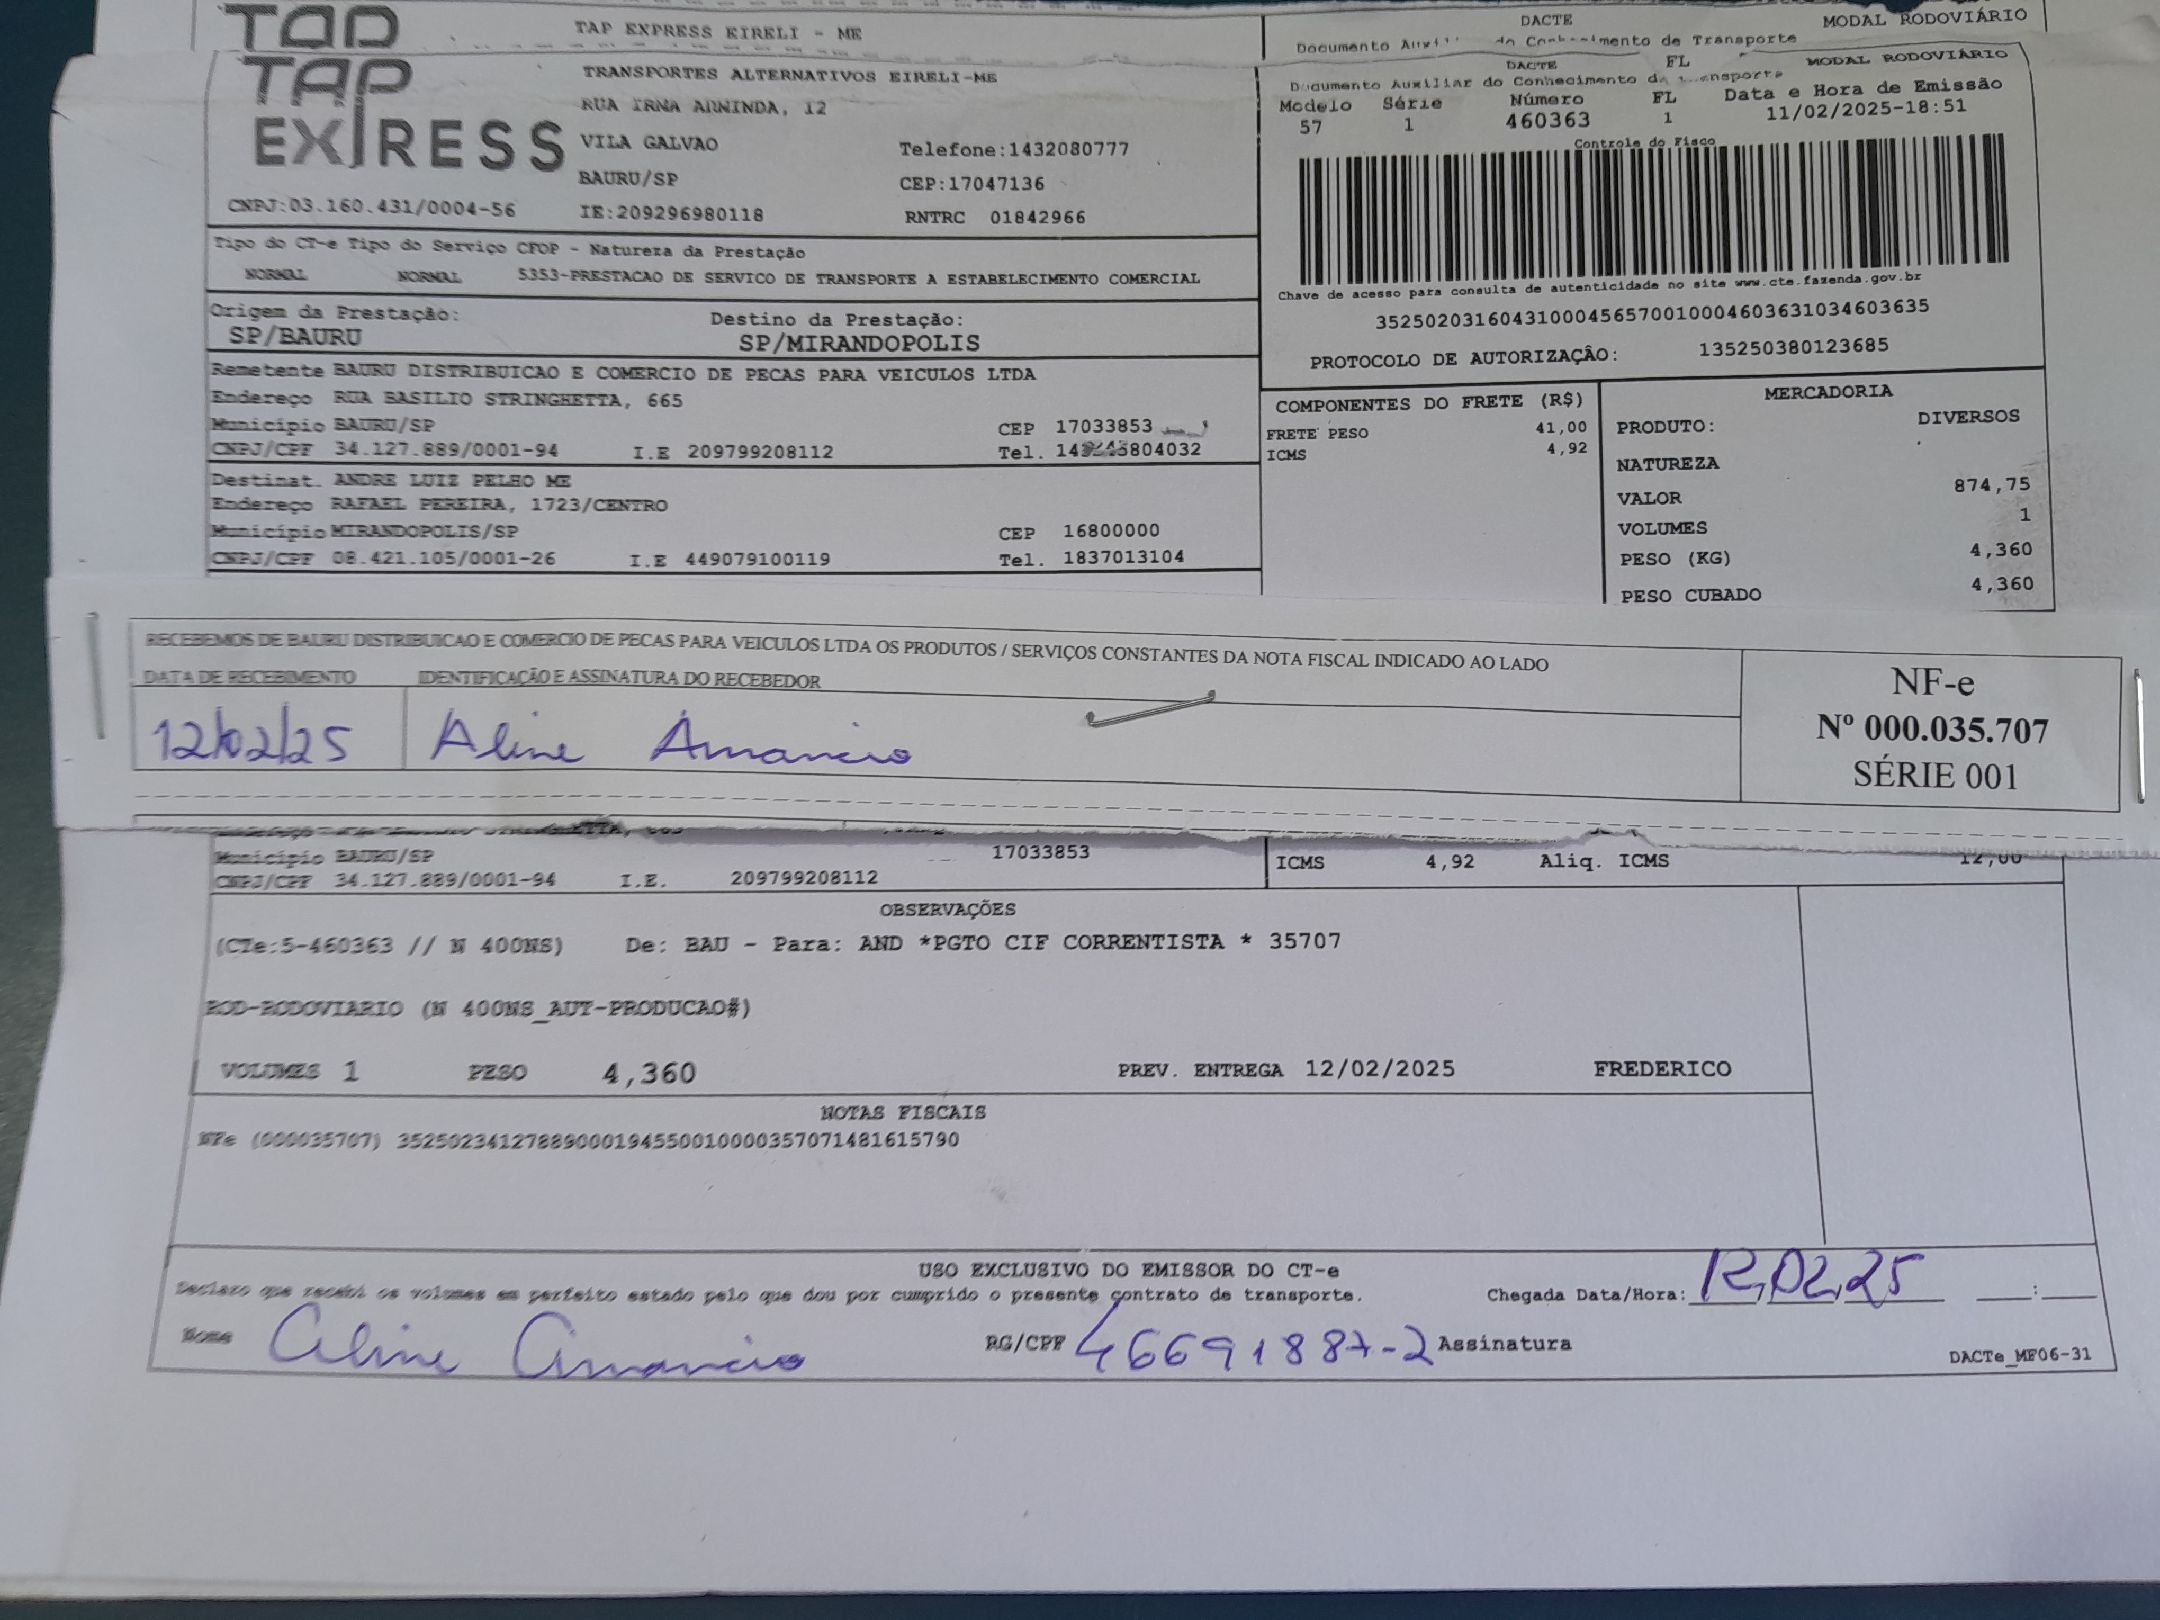 TAP
TAP EXPRESS EIRELI - ME
DACTE
MODAL RODOVIÁRIO
Documento de Transporte
TAP
EXPRESS
TRANSPORTES ALTERNATIVOS EIRELI-ME
RUA IRMA ARMINDA, 12
VILA GALVAO
Telefone:1432080777
BAURU/SP
CEP:17047136
CNPJ:03.160.431/0004-56
IE:209296980118
RNTRC 01842966
DACTE
FL
MODAL RODOVIÁRIO
Documento Auxiliar do Conhecimento de Transporte
Modelo Série Número FL Data e Hora de Emissão
57 1 460363 1 11/02/2025-18:51
Controle do Fisco
Chave de acesso para consulta de autenticidade no site www.cte.fazenda.gov.br
35250203160431000456570010004603631034603635
PROTOCOLO DE AUTORIZAÇÂO: 135250380123685
Tipo do CT-e Tipo do Serviço CFOP - Natureza da Prestação
NORMAL NORMAL 5353-PRESTACAO DE SERVICO DE TRANSPORTE A ESTABELECIMENTO COMERCIAL
Origem da Prestação: Destino da Prestação:
SP/BAURU SP/MIRANDOPOLIS
Remetente BAURU DISTRIBUICAO E COMERCIO DE PECAS PARA VEICULOS LTDA
Endereço RUA BASILIO STRINGHETTA, 665
Município BAURU/SP CEP 17033853
CNPJ/CPF 34.127.889/0001-94 I.E 209799208112 Tel.
Destinat. ANDRE LUIZ PELHO ME
Endereço RAFAEL PEREIRA, 1723/CENTRO
Município MIRANDOPOLIS/SP CEP 16800000
CNPJ/CPF 08.421.105/0001-26 I.E 449079100119 Tel. 1837013104
COMPONENTES DO FRETE (R$)
FRETE PESO 41,00
ICMS 4,92
MERCADORIA
PRODUTO: DIVERSOS
NATUREZA
VALOR 874,75
VOLUMES 1
PESO (KG) 4,360
PESO CUBADO 4,360
RECEBEMOS DE BAURU DISTRIBUICAO E COMERCIO DE PECAS PARA VEICULOS LTDA OS PRODUTOS / SERVIÇOS CONSTANTES DA NOTA FISCAL INDICADO AO LADO
DATA DE RECEBIMENTO IDENTIFICAÇÃO E ASSINATURA DO RECEBEDOR
12/02/25 Aline Amancio
NF-e
Nº 000.035.707
SÉRIE 001
Município BAURU/SP 17033853
CNPJ/CPF 34.127.889/0001-94 I.E. 209799208112
ICMS 4,92 Aliq. ICMS 12,00
OBSERVAÇÕES
(CTe:5-460363 // N 400NS) De: BAU - Para: AND *PGTO CIF CORRENTISTA * 35707
ROD-RODOVIARIO (N 400NS_AUT-PRODUCAO#)
VOLUMES 1 PESO 4,360 PREV. ENTREGA 12/02/2025 FREDERICO
NOTAS FISCAIS
NFe (000035707) 35250234127889000194550010000357071481615790
USO EXCLUSIVO DO EMISSOR DO CT-e
Declaro que recebi os volumes em perfeito estado pelo que dou por cumprido o presente contrato de transporte.
Chegada Data/Hora: 12,02,25 :
Nome Aline Amancio RG/CPF 46691887-2 Assinatura
DACTe_MF06-31